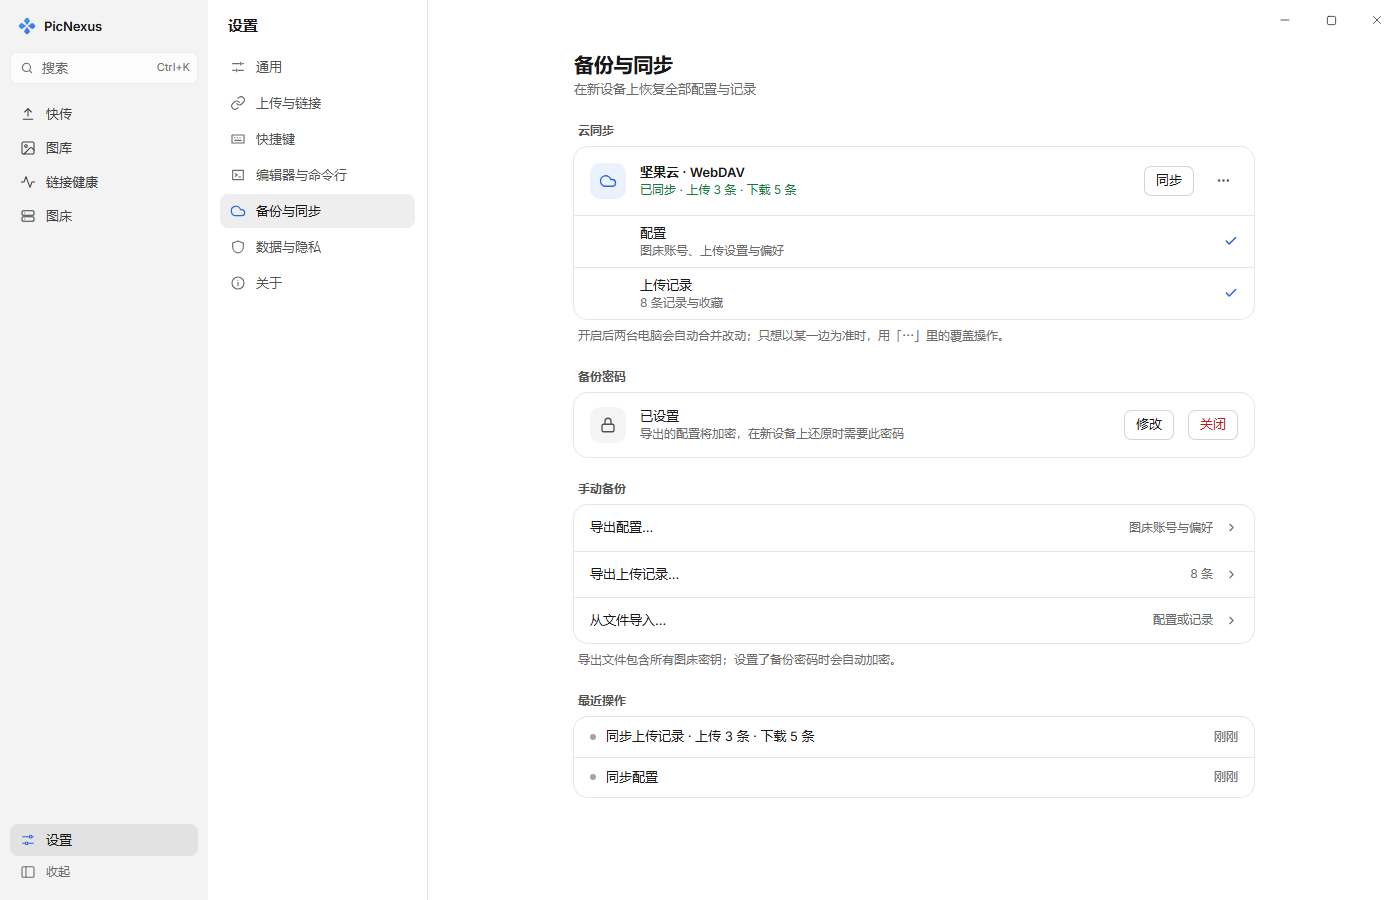 PicNexus
搜索
Ctrl+K
快传
图库
链接健康
图床
设置
收起
设置
通用
上传与链接
快捷键
编辑器与命令行
备份与同步
数据与隐私
关于
备份与同步
在新设备上恢复全部配置与记录
云同步
坚果云 · WebDAV
已同步 · 上传 3 条 · 下载 5 条
同步
···
配置
图床账号、上传设置与偏好
上传记录
8 条记录与收藏
开启后两台电脑会自动合并改动；只想以某一边为准时，用「···」里的覆盖操作。
备份密码
已设置
导出的配置将加密，在新设备上还原时需要此密码
修改
关闭
手动备份
导出配置...
图床账号与偏好
导出上传记录...
8 条
从文件导入...
配置或记录
导出文件包含所有图床密钥；设置了备份密码时会自动加密。
最近操作
同步上传记录 · 上传 3 条 · 下载 5 条
刚刚
同步配置
刚刚